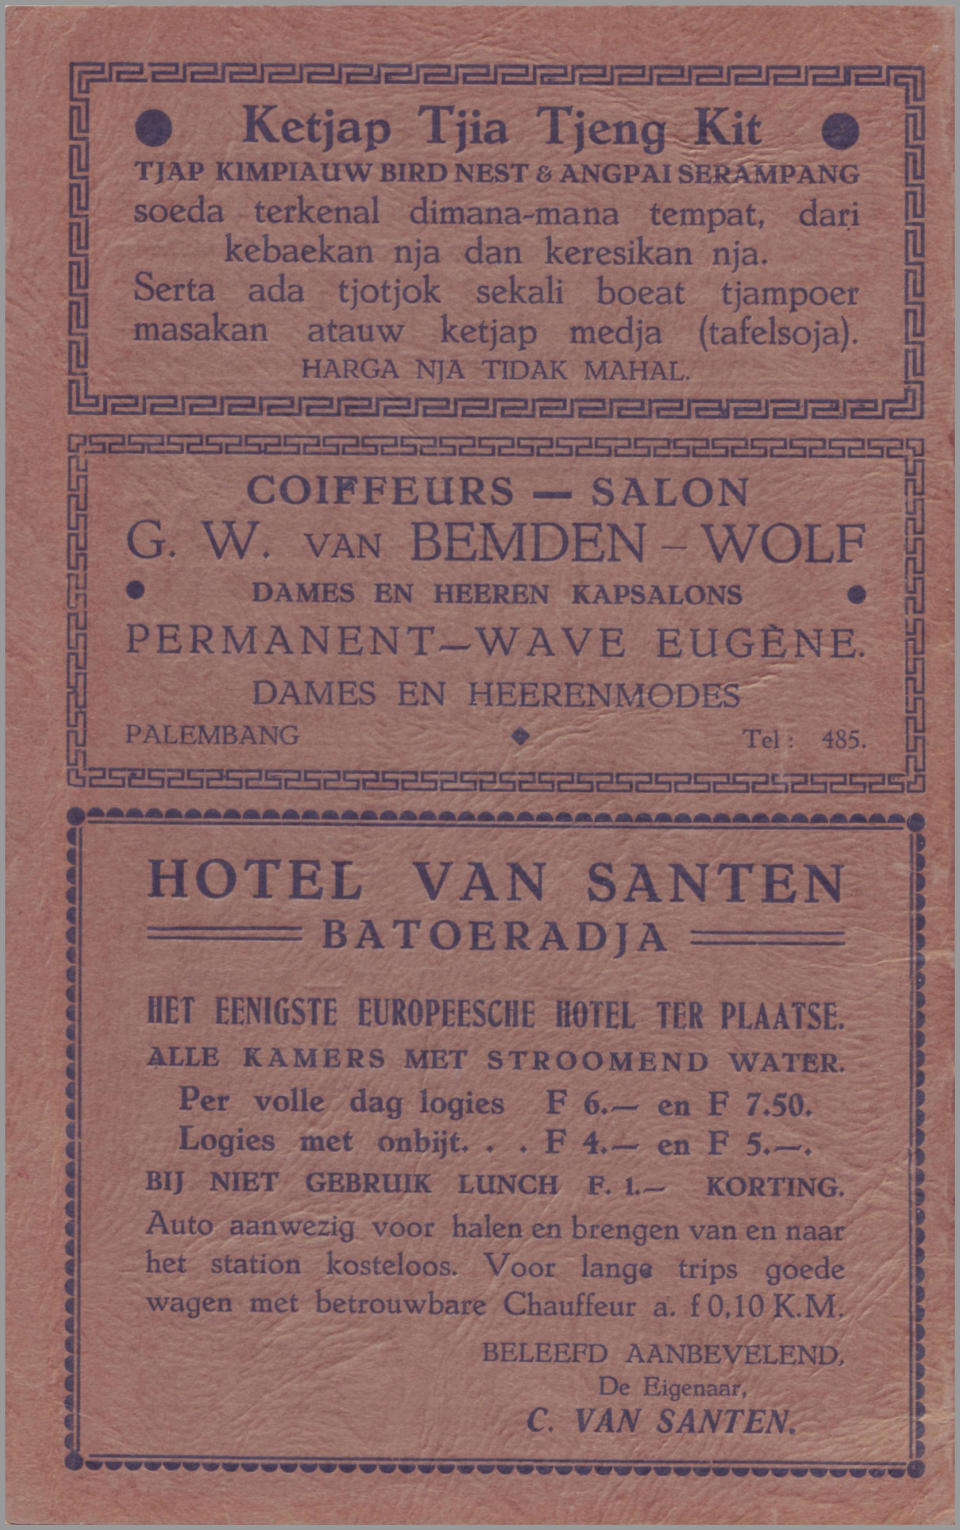 Ketjap Tjia Tjeng Kit
TJAP KIMPIAUW BIRD NEST & ANGPAI SERAMPANG
soeda terkenal dimana-mana tempat, dari
kebaekan nja dan keresikan nja.
Serta ada tjotjok sekali boeat tjampoer
masakan atauw ketjap medja (tafelsoja).
HARGA NJA TIDAK MAHAL.
COIFFEURS — SALON
G. W. VAN BEMDEN – WOLF
DAMES EN HEEREN KAPSALONS
PERMANENT—WAVE EUGÈNE.
DAMES EN HEERENMODES
PALEMBANG Tel : 485.
HOTEL VAN SANTEN
BATOERADJA
HET EENIGSTE EUROPEESCHE HOTEL TER PLAATSE.
ALLE KAMERS MET STROOMEND WATER.
Per volle dag logies F 6.— en F 7.50.
Logies met onbijt. . . F 4.— en F 5.—.
BIJ NIET GEBRUIK LUNCH F. 1.— KORTING.
Auto aanwezig voor halen en brengen van en naar
het station kosteloos. Voor lange trips goede
wagen met betrouwbare Chauffeur a. f 0,10 K.M.
BELEEFD AANBEVELEND,
De Eigenaar,
C. VAN SANTEN.